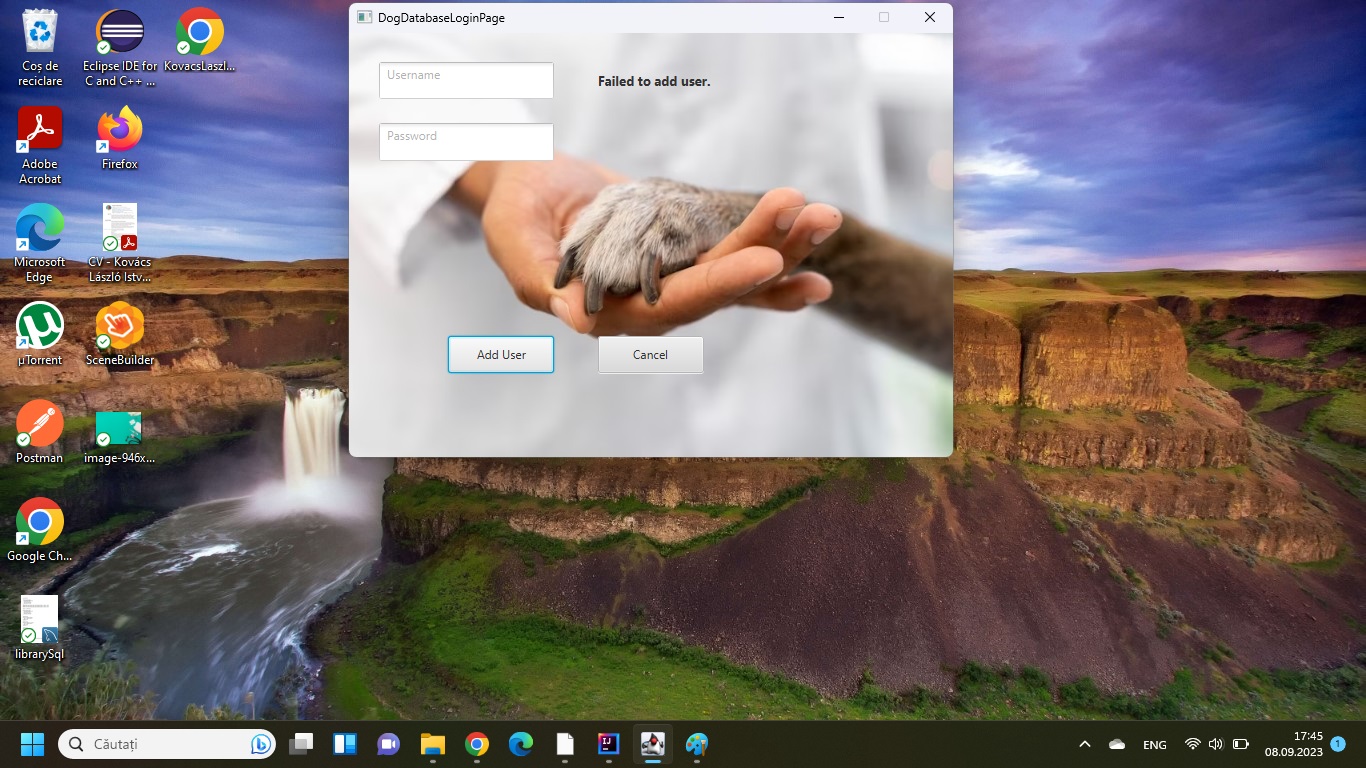 DogDatabaseLoginPage
Username
Failed to add user.
Password
Add User
Cancel
Coș de
reciclare
Eclipse IDE for
C and C++ ...
KovacsLaszl...
Adobe
Acrobat
Firefox
Microsoft
Edge
CV - Kovács
László Istv...
µTorrent
SceneBuilder
Postman
image-946x...
Google Ch...
librarySql
Căutați
ENG
17:45
08.09.2023
1